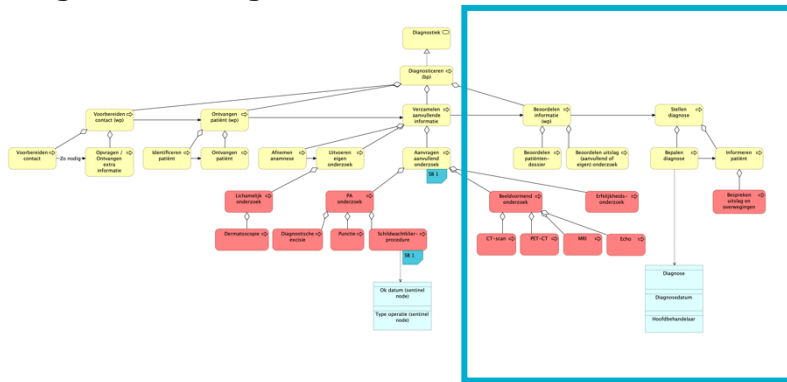 Diagnostiek
Diagnosticeren
(bp)
Voorbereiden
contact (wp)
Ontvangen
patiënt (wp)
Verzamelen
aanvullende
informatie
Beoordelen
informatie
(wp)
Stellen
diagnose
Voorbereiden
contact
Zo nodig
Opvragen /
Ontvangen
extra
informatie
Identificeren
patiënt
Ontvangen
patiënt
Afnemen
anamnese
Uitvoeren
eigen
onderzoek
Aanvragen
aanvullend
onderzoek
SB 1
Beoordelen
patiënten-
dossier
Beoordelen uitslag
(aanvullend of
eigen) onderzoek
Bepalen
diagnose
Informeren
patiënt
Lichamelijk
onderzoek
PA
onderzoek
Beeldvormend
onderzoek
Erfelijkheids-
onderzoek
Bespreken
uitslag en
overwegingen
Dermatoscopie
Diagnostische
excisie
Punctie
Schildwachtklier-
procedure
SB 1
CT-scan
PET-CT
MRI
Echo
Ok datum (sentinel
node)
Type operatie (sentinel
node)
Diagnose
Diagnosedatum
Hoofdbehandelaar